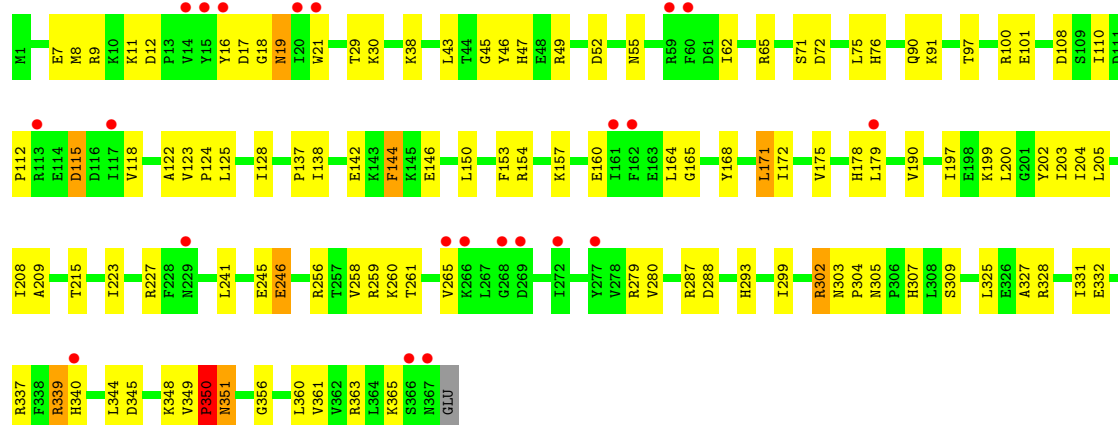 M1 E7 M8 R9 K10 K11 D12 P13 V14 Y15 Y16 D17 G18 N19 I20 W21 T29 K30 K38 L43 T44 G45 Y46 H47 E48 R49 D52 N55 R59 F60 D61 I62 R65 S71 D72 L75 H76 Q90 K91 T97 R100 E101 D108 S109 I110 D111
P112 R113 E114 D115 D116 I117 V118 A122 V123 P124 L125 I128 P137 I138 E142 K143 F144 K145 E146 L150 F153 R154 K157 E160 I161 F162 E163 L164 G165 Y168 L171 I172 V175 H178 L179 V190 I197 E198 K199 L200 G201 Y202 I203 I204 L205
I208 A209 T215 I223 R227 F228 N229 L241 E245 E246 R256 T257 V258 R259 K260 T261 V265 K266 L267 G268 D269 I272 Y277 V278 R279 V280 R287 D288 H293 I299 R302 N303 P304 N305 P306 H307 L308 S309 L325 E326 A327 R328 I331 E332
R337 F338 R339 H340 L344 D345 K348 V349 P350 N351 G356 L360 V361 V362 R363 L364 K365 S366 N367 GLU